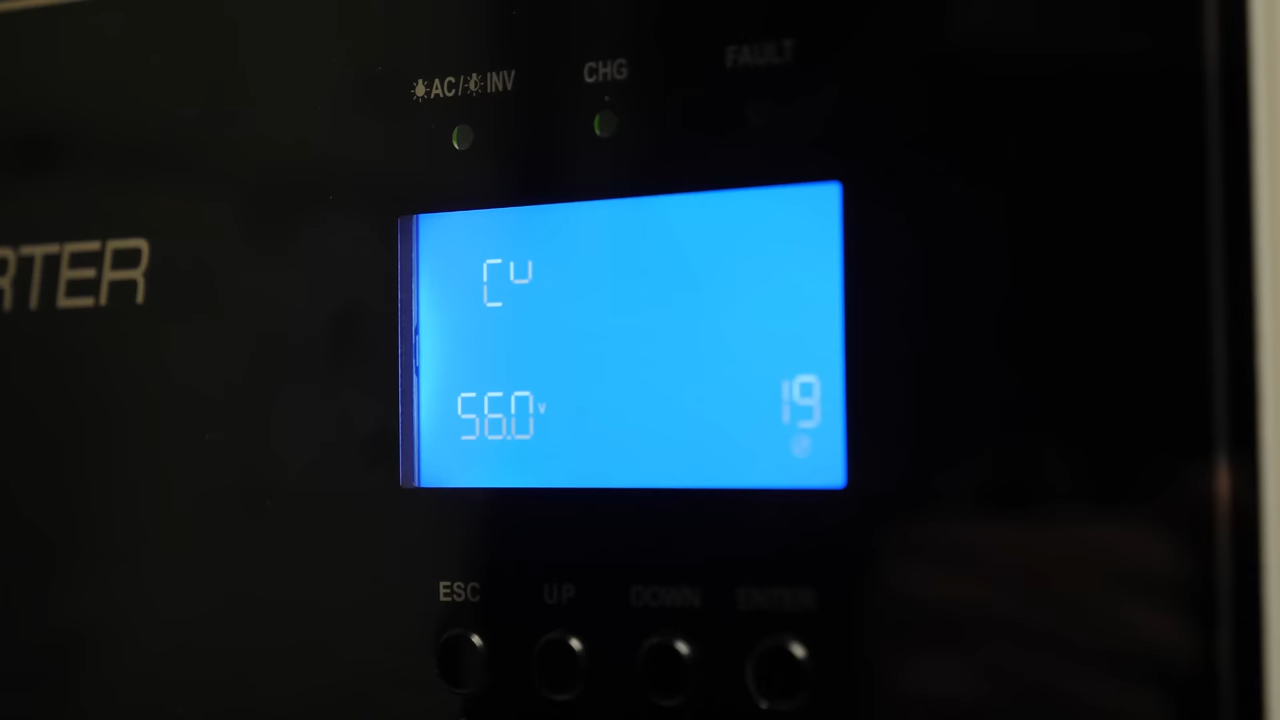 AC/ INV CHG FAULT
RTER
CU
56.0V
19
ESC UP DOWN ENTER